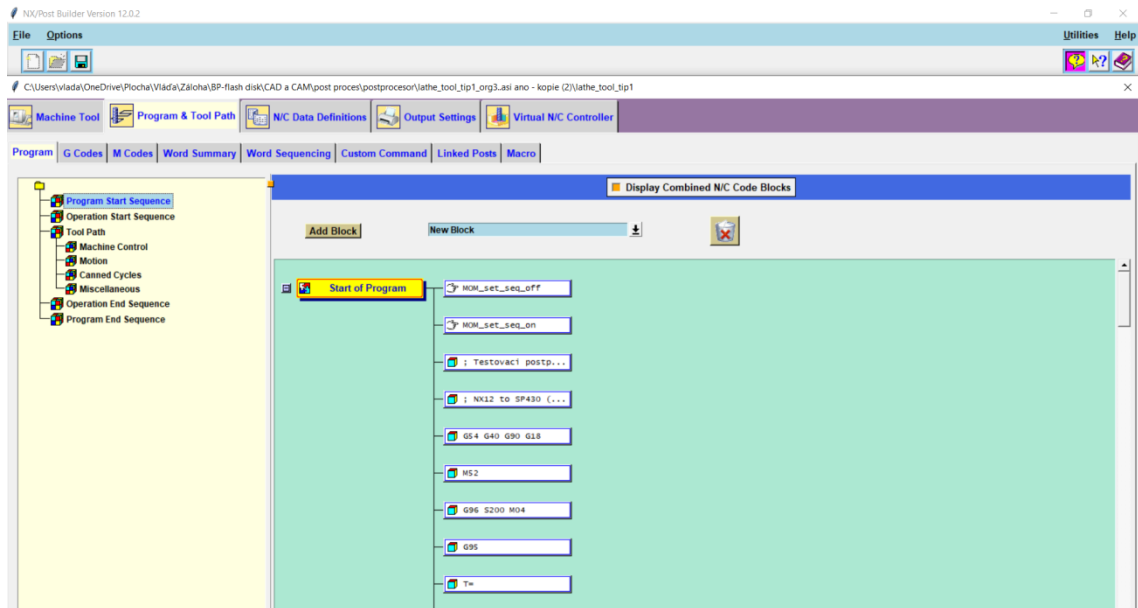 NX/Post Builder Version 12.0.2
File Options Utilities Help
C:\Users\vlada\OneDrive\Plocha\Vláďa\Záloha\BP-flash disk\CAD a CAM\post proces\postprocesor\lathe_tool_tip1_org3..asi ano - kopie (2)\lathe_tool_tip1
Machine Tool Program & Tool Path N/C Data Definitions Output Settings Virtual N/C Controller
Program G Codes M Codes Word Summary Word Sequencing Custom Command Linked Posts Macro
Display Combined N/C Code Blocks
Program Start Sequence
Operation Start Sequence
Tool Path
Machine Control
Motion
Canned Cycles
Miscellaneous
Operation End Sequence
Program End Sequence
Add Block New Block
Start of Program
MOM_set_seq_off
MOM_set_seq_on
; Testovaci postp...
; NX12 to SP430 (...
G54 G40 G90 G18
M52
G96 S200 M04
G95
T=